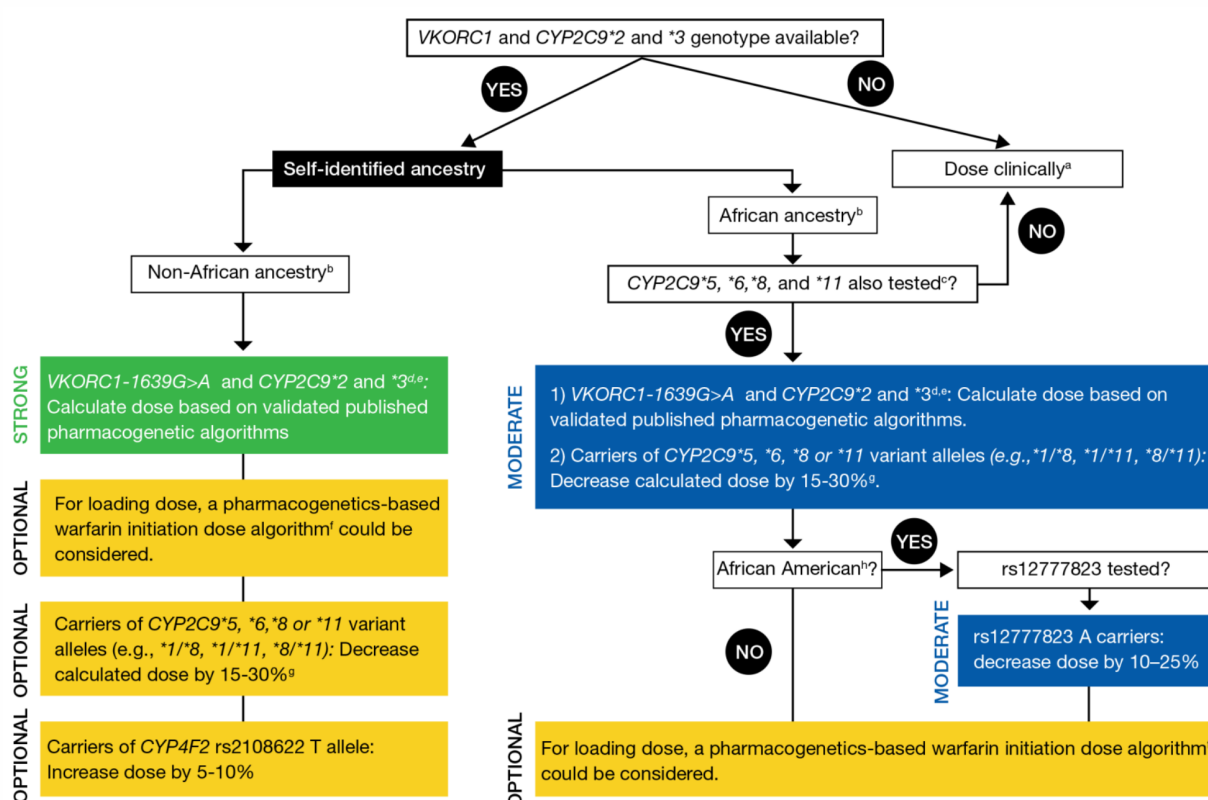 VKORC1 and CYP2C9*2 and *3 genotype available?
YES
NO
Self-identified ancestry
Dose clinicallyᵃ
African ancestryᵇ
NO
Non-African ancestryᵇ
CYP2C9*5, *6,*8, and *11 also testedᶜ?
YES
STRONG
VKORC1-1639G>A and CYP2C9*2 and *3ᵈ,ᵉ:
Calculate dose based on validated published
pharmacogenetic algorithms
MODERATE
1) VKORC1-1639G>A and CYP2C9*2 and *3ᵈ,ᵉ: Calculate dose based on
validated published pharmacogenetic algorithms.
2) Carriers of CYP2C9*5, *6, *8 or *11 variant alleles (e.g.,*1/*8, *1/*11, *8/*11):
Decrease calculated dose by 15-30%ᵍ.
OPTIONAL
For loading dose, a pharmacogenetics-based
warfarin initiation dose algorithmᶠ could be
considered.
African Americanʰ?
YES
rs12777823 tested?
OPTIONAL
Carriers of CYP2C9*5, *6,*8 or *11 variant
alleles (e.g., *1/*8, *1/*11, *8/*11): Decrease
calculated dose by 15-30%ᵍ
NO
MODERATE
rs12777823 A carriers:
decrease dose by 10–25%
OPTIONAL
Carriers of CYP4F2 rs2108622 T allele:
Increase dose by 5-10%
OPTIONAL
For loading dose, a pharmacogenetics-based warfarin initiation dose algorithm
could be considered.